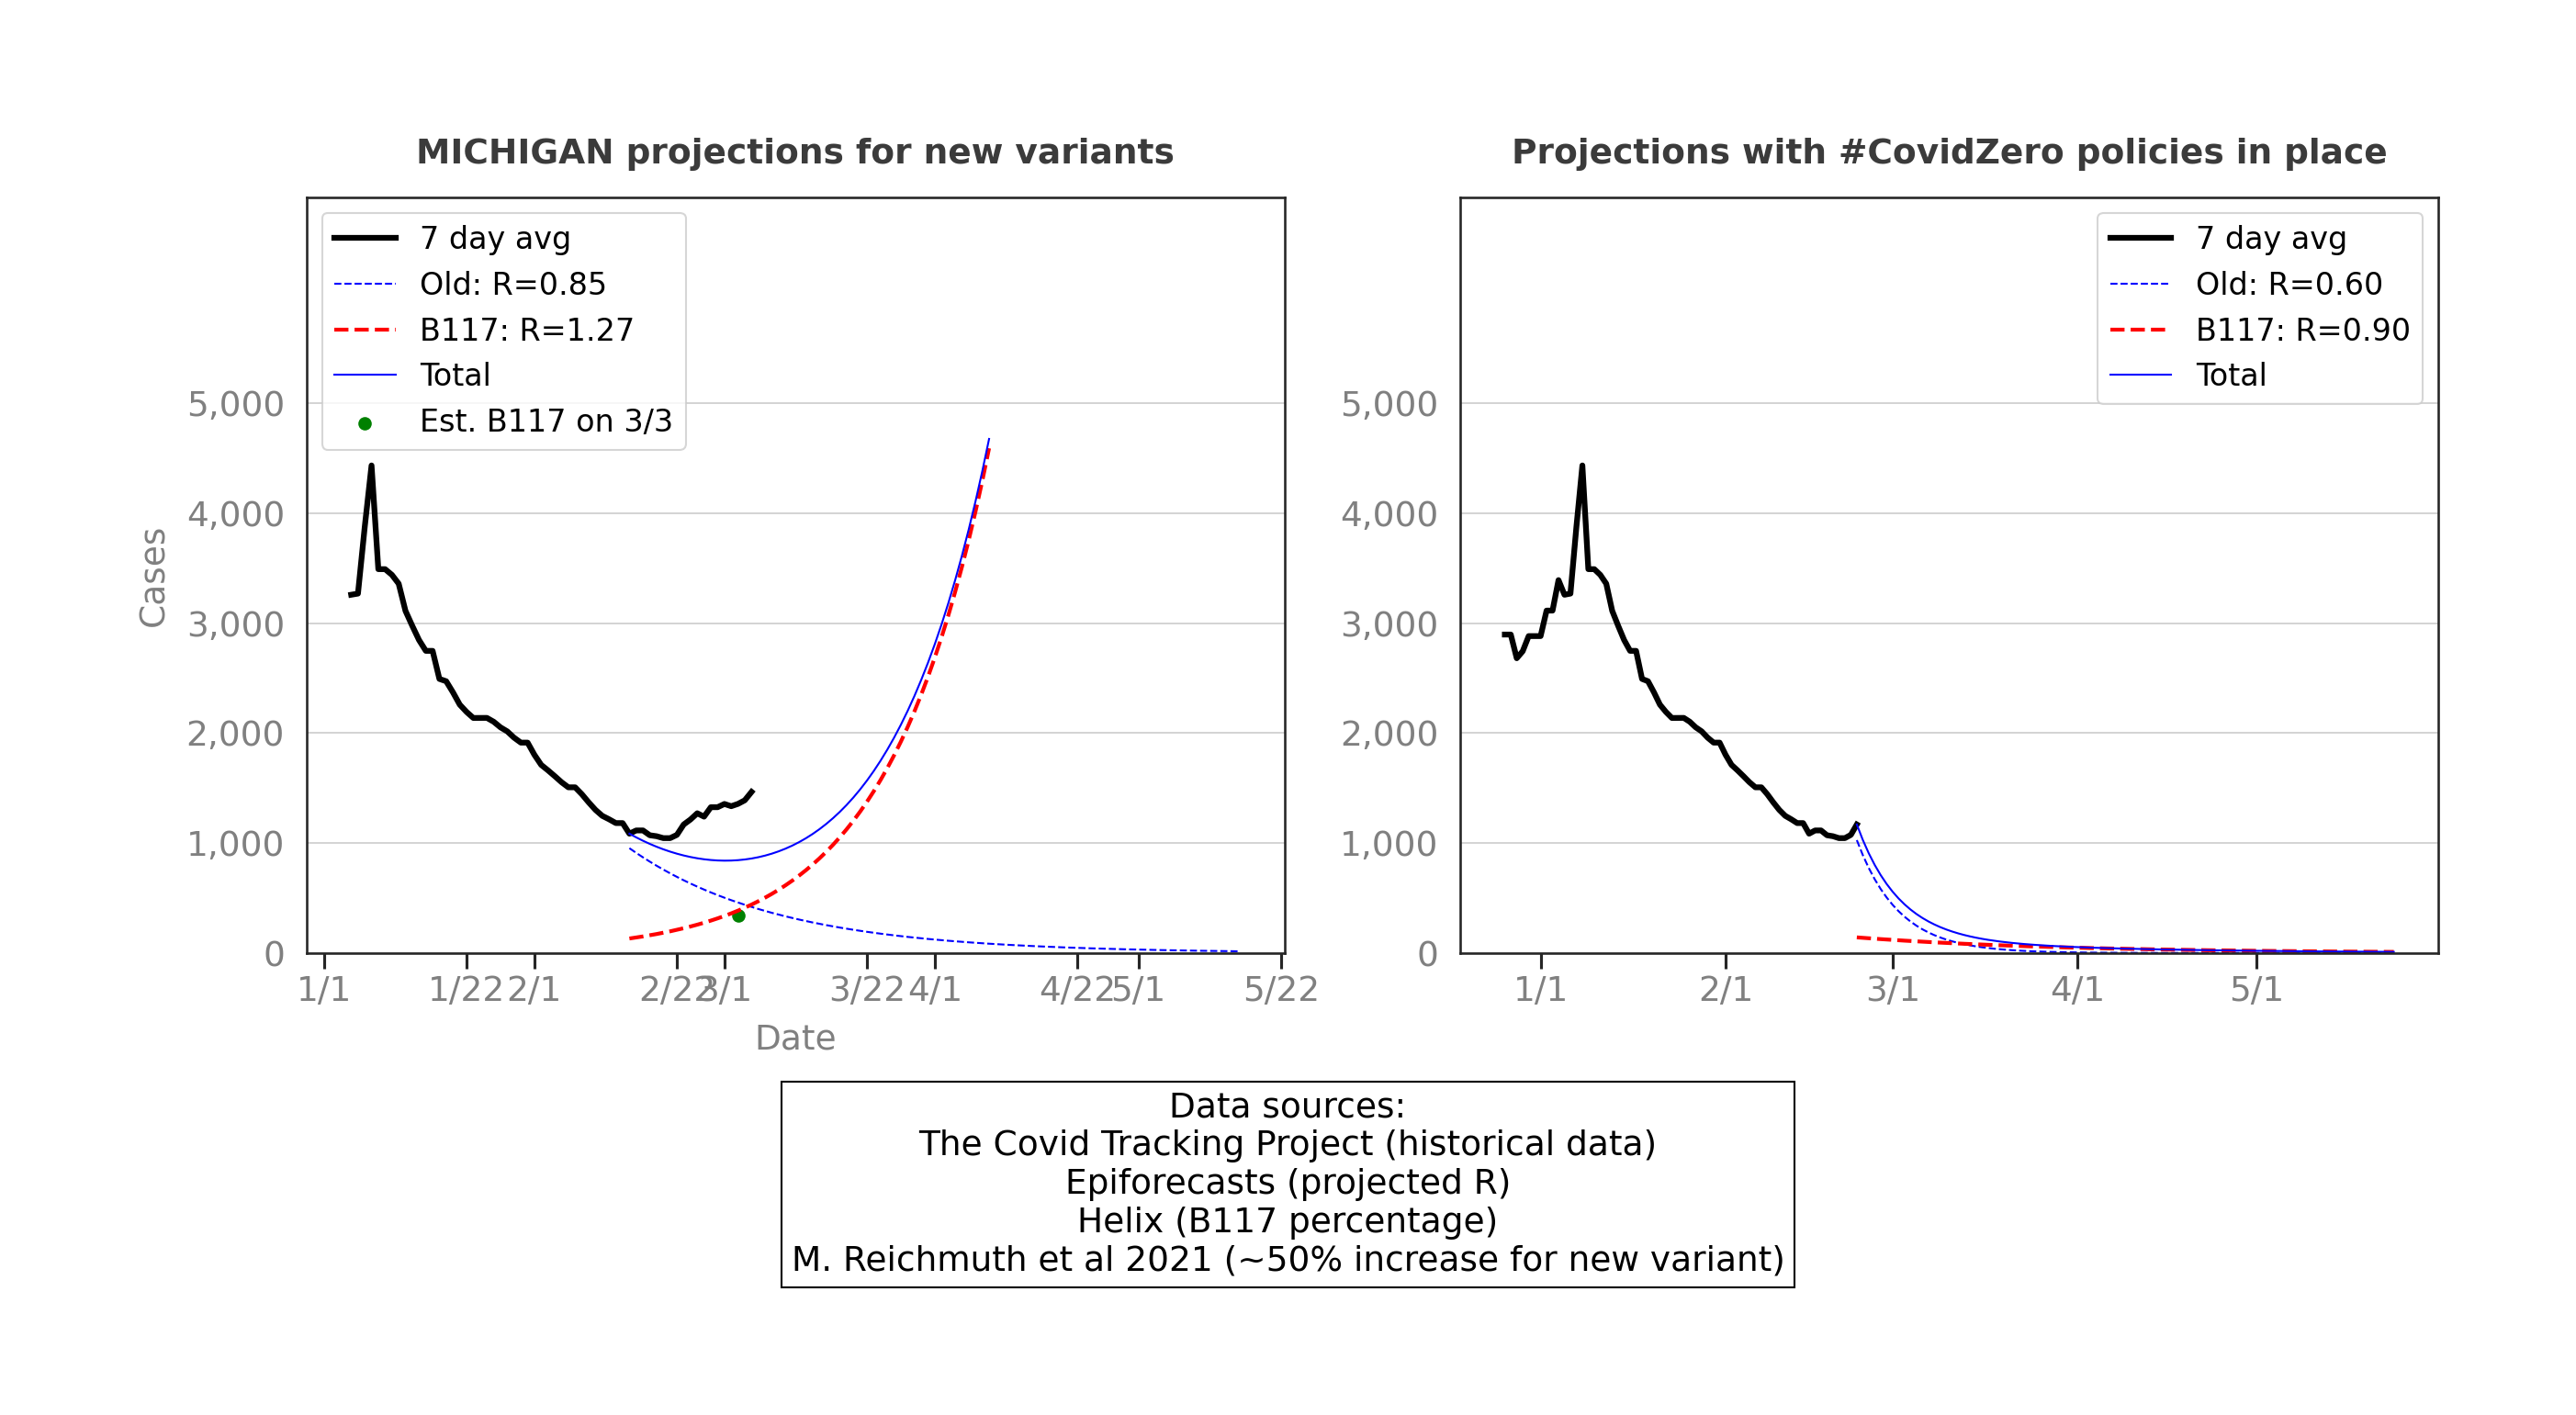 MICHIGAN projections for new variants
7 day avg
Old: R=0.85
B117: R=1.27
Total
Est. B117 on 3/3
5,000
4,000
3,000
2,000
1,000
0
Cases
1/1
1/22
2/1
2/22
3/1
3/22
4/1
4/22
5/1
5/22
Date
Projections with #CovidZero policies in place
7 day avg
Old: R=0.60
B117: R=0.90
Total
5,000
4,000
3,000
2,000
1,000
0
1/1
2/1
3/1
4/1
5/1
Data sources:
The Covid Tracking Project (historical data)
Epiforecasts (projected R)
Helix (B117 percentage)
M. Reichmuth et al 2021 (~50% increase for new variant)